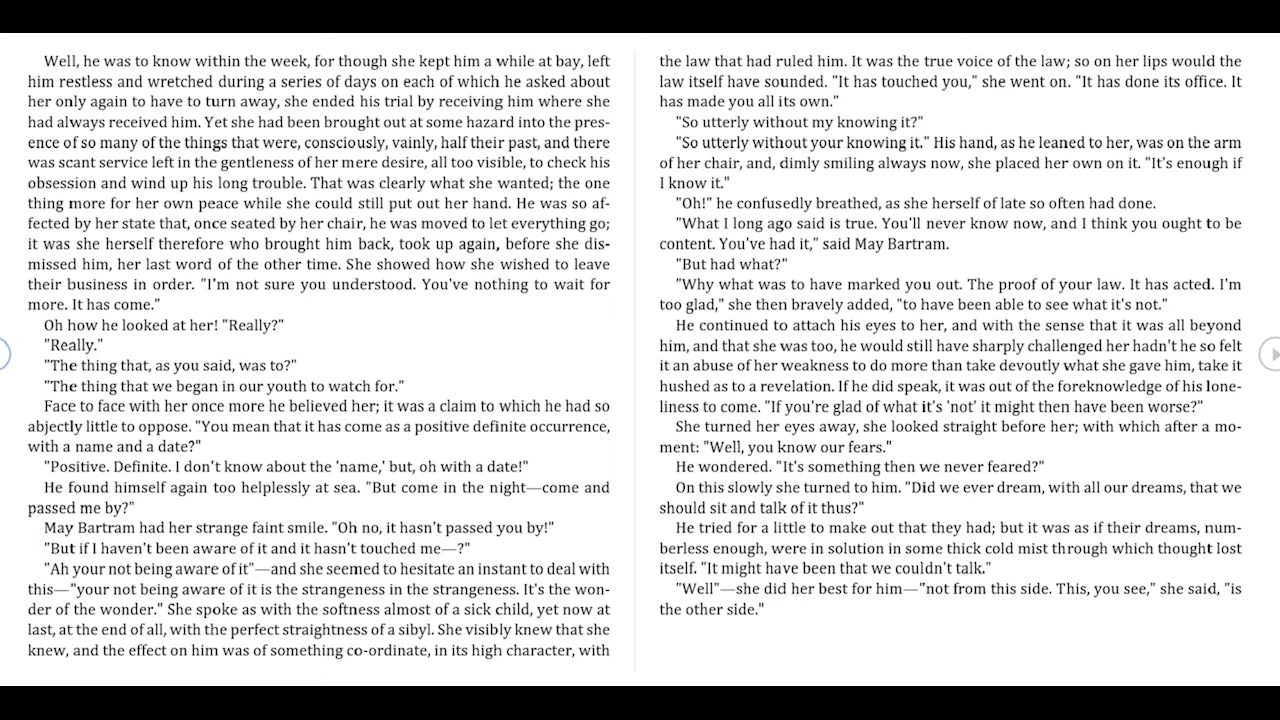 Well, he was to know within the week, for though she kept him a while at bay, left
him restless and wretched during a series of days on each of which he asked about
her only again to have to turn away, she ended his trial by receiving him where she
had always received him. Yet she had been brought out at some hazard into the pres-
ence of so many of the things that were, consciously, vainly, half their past, and there
was scant service left in the gentleness of her mere desire, all too visible, to check his
obsession and wind up his long trouble. That was clearly what she wanted; the one
thing more for her own peace while she could still put out her hand. He was so af-
fected by her state that, once seated by her chair, he was moved to let everything go;
it was she herself therefore who brought him back, took up again, before she dis-
missed him, her last word of the other time. She showed how she wished to leave
their business in order. "I'm not sure you understood. You've nothing to wait for
more. It has come."
Oh how he looked at her! "Really?"
"Really."
"The thing that, as you said, was to?"
"The thing that we began in our youth to watch for."
Face to face with her once more he believed her; it was a claim to which he had so
abjectly little to oppose. "You mean that it has come as a positive definite occurrence,
with a name and a date?"
"Positive. Definite. I don't know about the 'name,' but, oh with a date!"
He found himself again too helplessly at sea. "But come in the night—come and
passed me by?"
May Bartram had her strange faint smile. "Oh no, it hasn't passed you by!"
"But if I haven't been aware of it and it hasn't touched me—?"
"Ah your not being aware of it"—and she seemed to hesitate an instant to deal with
this—"your not being aware of it is the strangeness in the strangeness. It's the won-
der of the wonder." She spoke as with the softness almost of a sick child, yet now at
last, at the end of all, with the perfect straightness of a sibyl. She visibly knew that she
knew, and the effect on him was of something co-ordinate, in its high character, with
the law that had ruled him. It was the true voice of the law; so on her lips would the
law itself have sounded. "It has touched you," she went on. "It has done its office. It
has made you all its own."
"So utterly without my knowing it?"
"So utterly without your knowing it." His hand, as he leaned to her, was on the arm
of her chair, and, dimly smiling always now, she placed her own on it. "It's enough if
I know it."
"Oh!" he confusedly breathed, as she herself of late so often had done.
"What I long ago said is true. You'll never know now, and I think you ought to be
content. You've had it," said May Bartram.
"But had what?"
"Why what was to have marked you out. The proof of your law. It has acted. I'm
too glad," she then bravely added, "to have been able to see what it's not."
He continued to attach his eyes to her, and with the sense that it was all beyond
him, and that she was too, he would still have sharply challenged her hadn't he so felt
it an abuse of her weakness to do more than take devoutly what she gave him, take it
hushed as to a revelation. If he did speak, it was out of the foreknowledge of his lone-
liness to come. "If you're glad of what it's 'not' it might then have been worse?"
She turned her eyes away, she looked straight before her; with which after a mo-
ment: "Well, you know our fears."
He wondered. "It's something then we never feared?"
On this slowly she turned to him. "Did we ever dream, with all our dreams, that we
should sit and talk of it thus?"
He tried for a little to make out that they had; but it was as if their dreams, num-
berless enough, were in solution in some thick cold mist through which thought lost
itself. "It might have been that we couldn't talk."
"Well"—she did her best for him—"not from this side. This, you see," she said, "is
the other side."